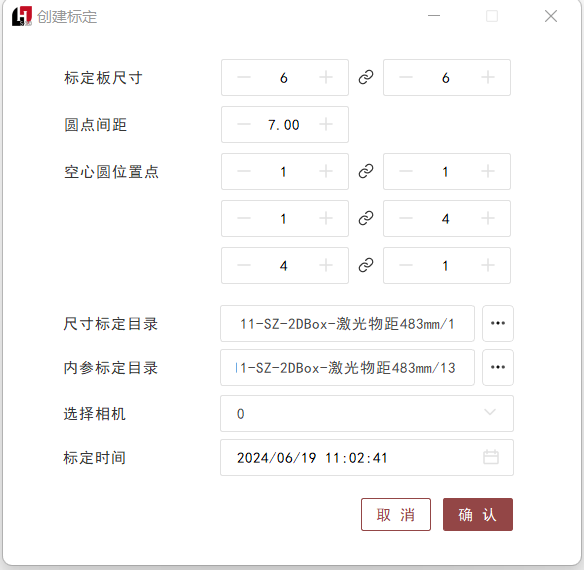 创建标定
标定板尺寸 6 6
圆点间距 7.00
空心圆位置点 1 1
1 4
4 1
尺寸标定目录 11-SZ-2DBox-激光物距483mm/1
内参标定目录 1-SZ-2DBox-激光物距483mm/13
选择相机 0
标定时间 2024/06/19 11:02:41
取 消 确 认